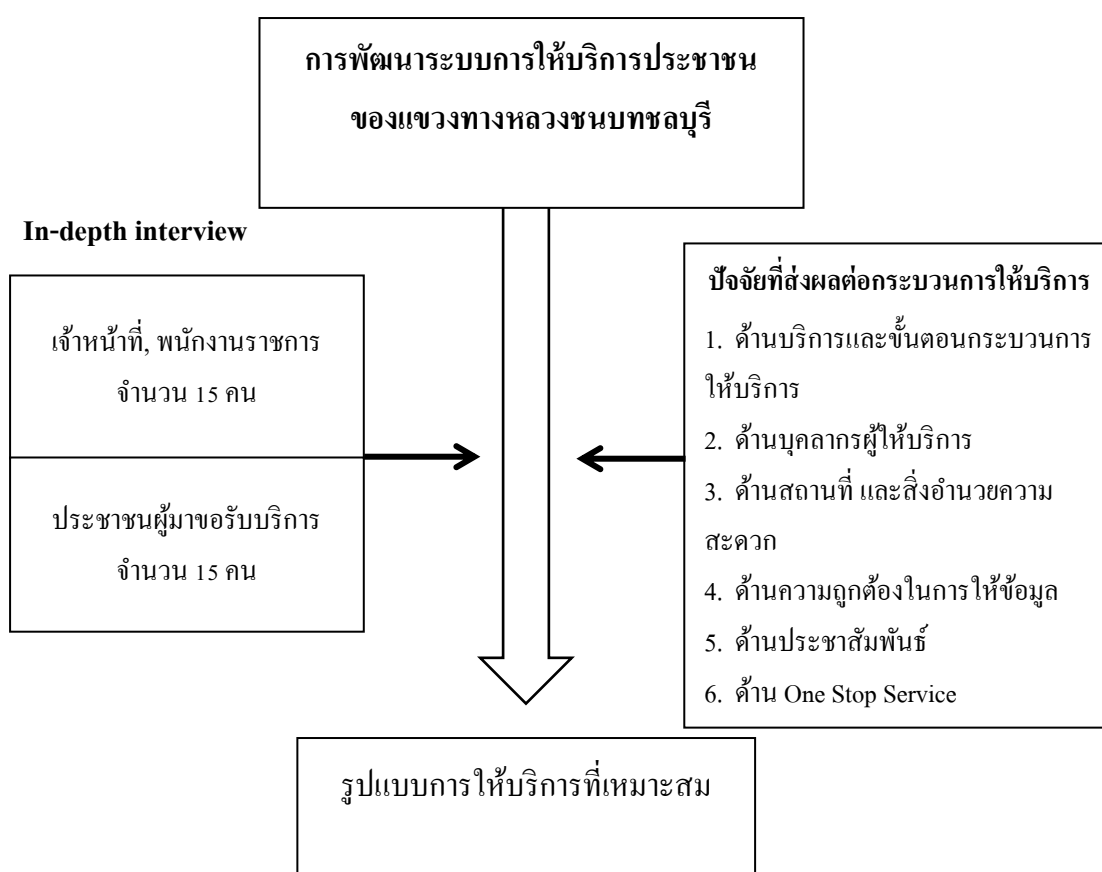 การพัฒนาระบบการให้บริการประชาชน
ของแขวงทางหลวงชนบทชลบุรี
In-depth interview
เจ้าหน้าที่, พนักงานราชการ
จำนวน 15 คน
ประชาชนผู้มาขอรับบริการ
จำนวน 15 คน
ปัจจัยที่ส่งผลต่อกระบวนการให้บริการ
1. ด้านบริการและขั้นตอนกระบวนการ
ให้บริการ
2. ด้านบุคลากรผู้ให้บริการ
3. ด้านสถานที่ และสิ่งอำนวยความ
สะดวก
4. ด้านความถูกต้องในการให้ข้อมูล
5. ด้านประชาสัมพันธ์
6. ด้าน One Stop Service
รูปแบบการให้บริการที่เหมาะสม